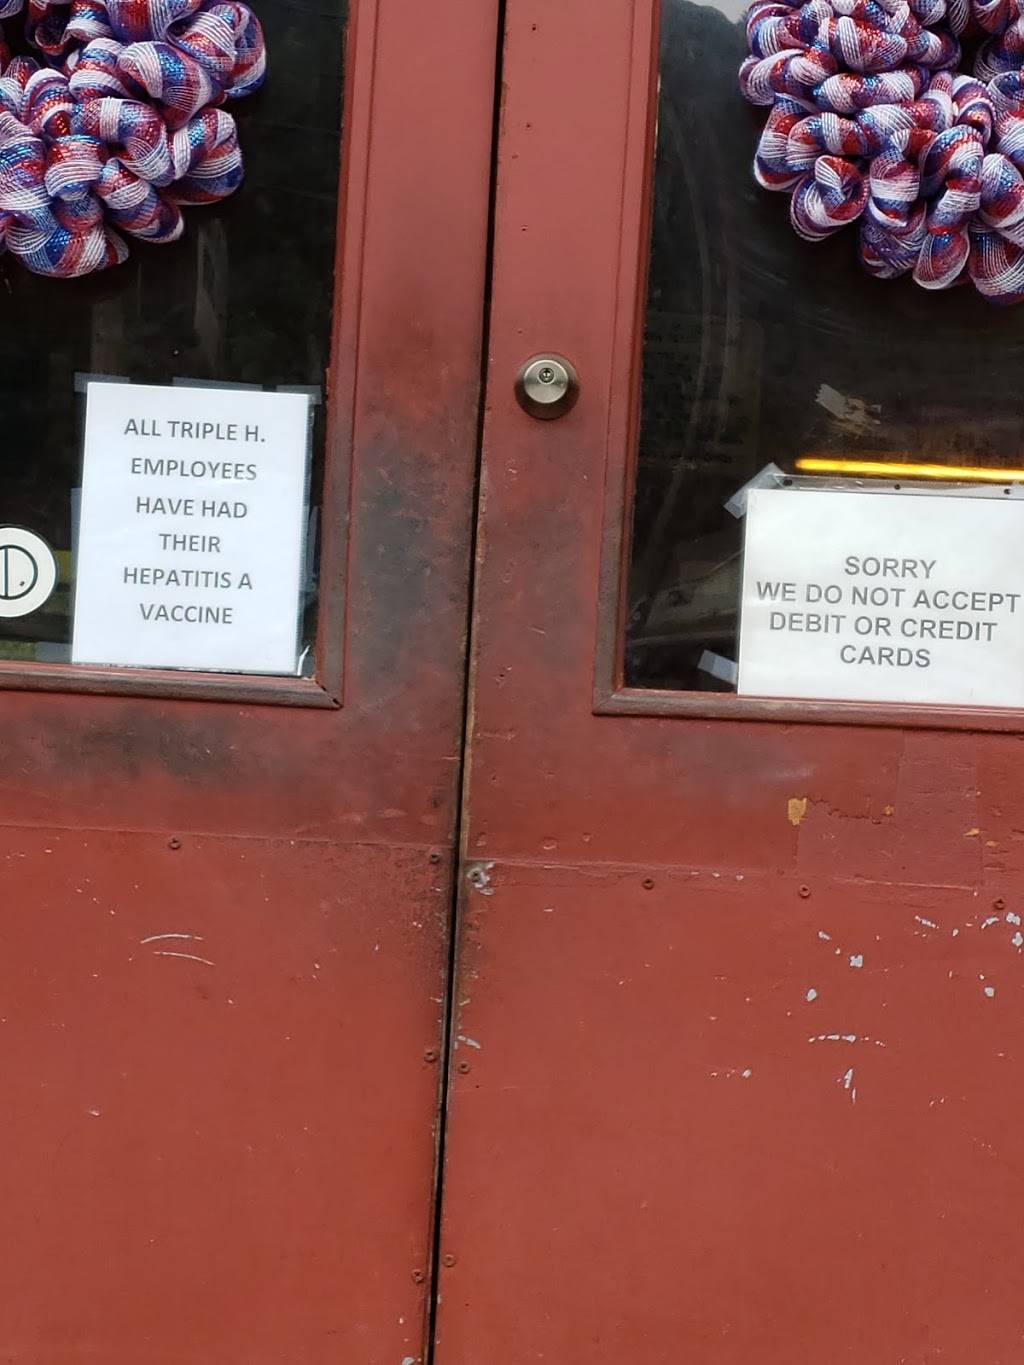 ALL TRIPLE H.
EMPLOYEES
HAVE HAD
THEIR
HEPATITIS A
VACCINE
SORRY
WE DO NOT ACCEPT
DEBIT OR CREDIT
CARDS